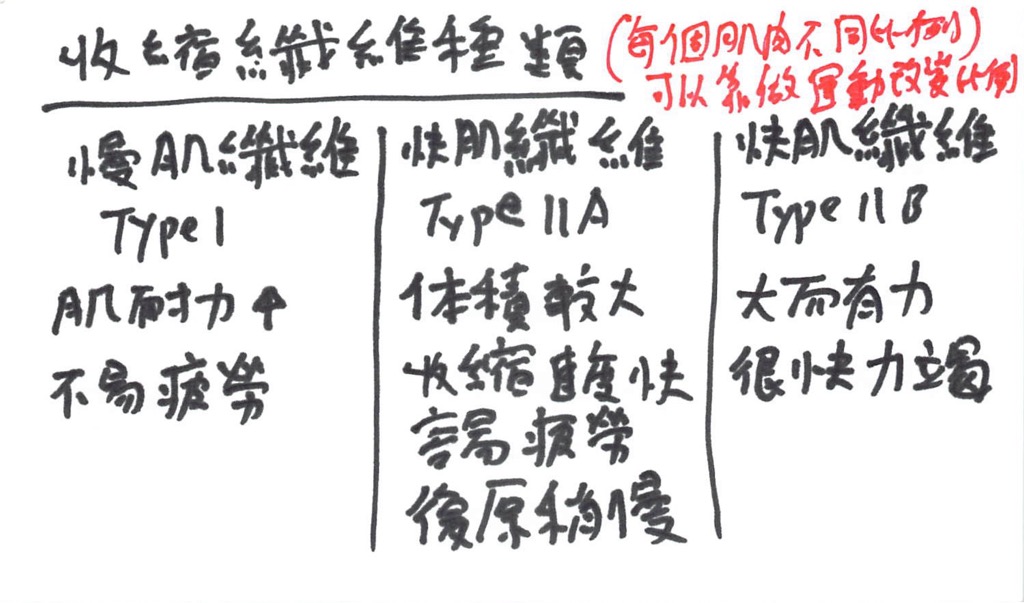 收縮纖維種類
(每個肌肉不同比例)
可以靠做運動改變比例
慢肌纖維
Type I
肌耐力↑
不易疲勞
快肌纖維
Type II A
体積較大
收縮速度快
容易疲勞
復原稍慢
快肌纖維
Type II B
大而有力
很快力竭